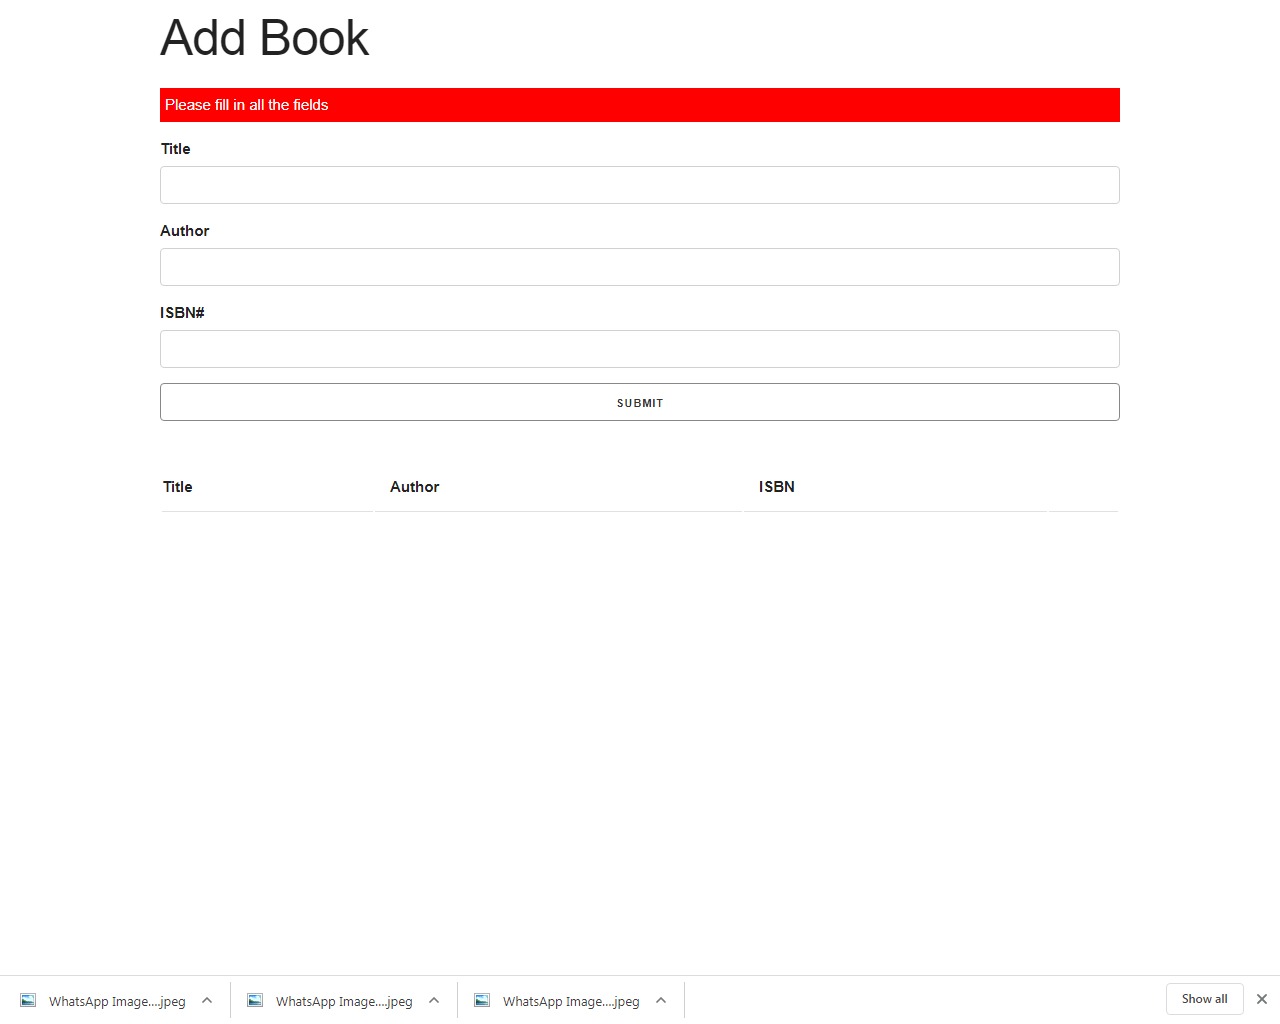 Add Book
Please fill in all the fields
Title
Author
ISBN#
SUBMIT
Title Author ISBN
WhatsApp Image....jpeg WhatsApp Image....jpeg WhatsApp Image....jpeg Show all